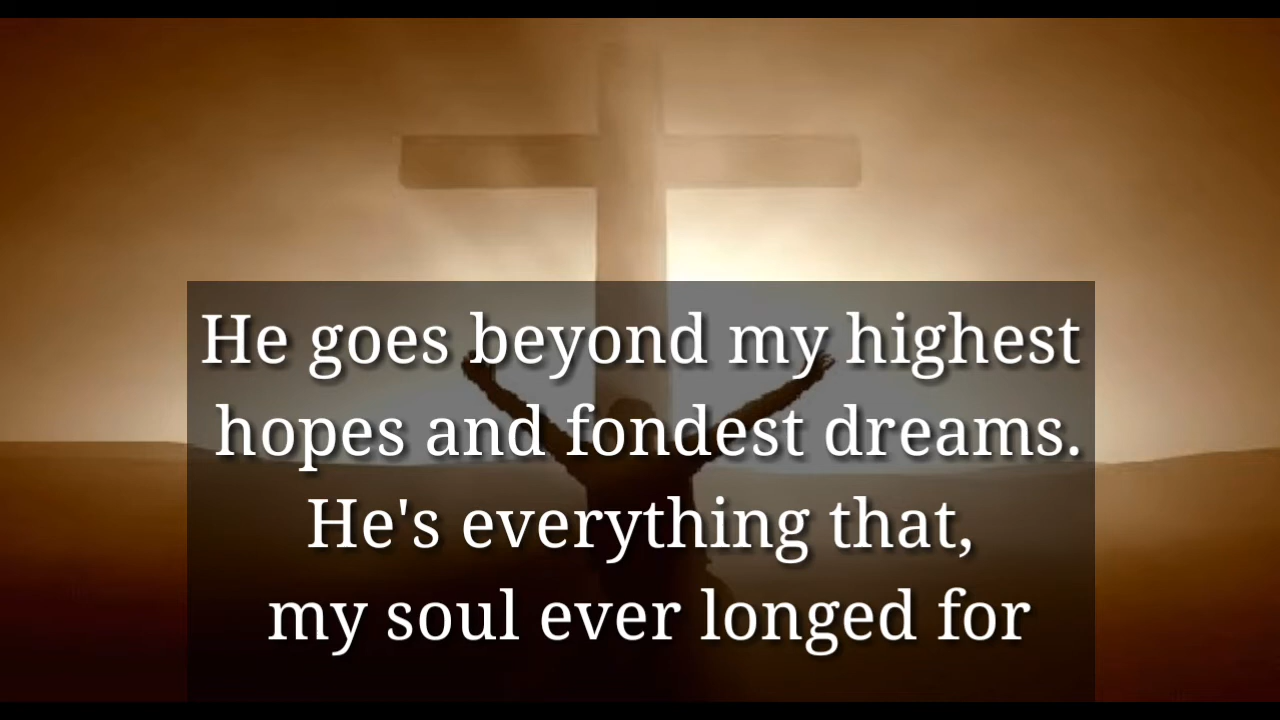 He goes beyond my highest
hopes and fondest dreams.
He's everything that,
my soul ever longed for